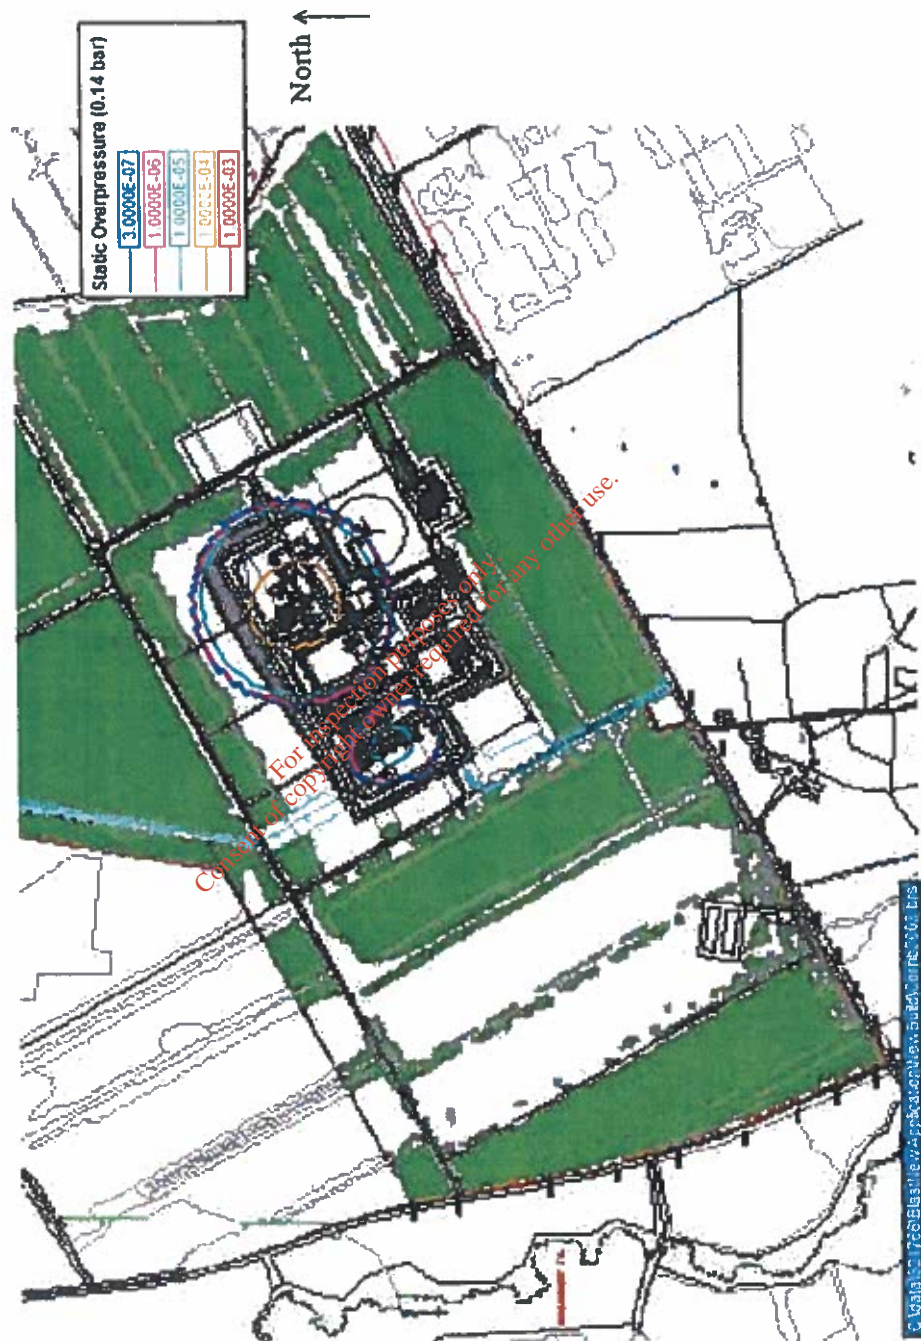 Static Overpressure (0.14 bar)
3.0000E-07
1.0000E-06
1.0000E-05
1.0000E-04
1.0000E-03
North
For inspection purposes only.
Consent of copyright owner required for any other use.